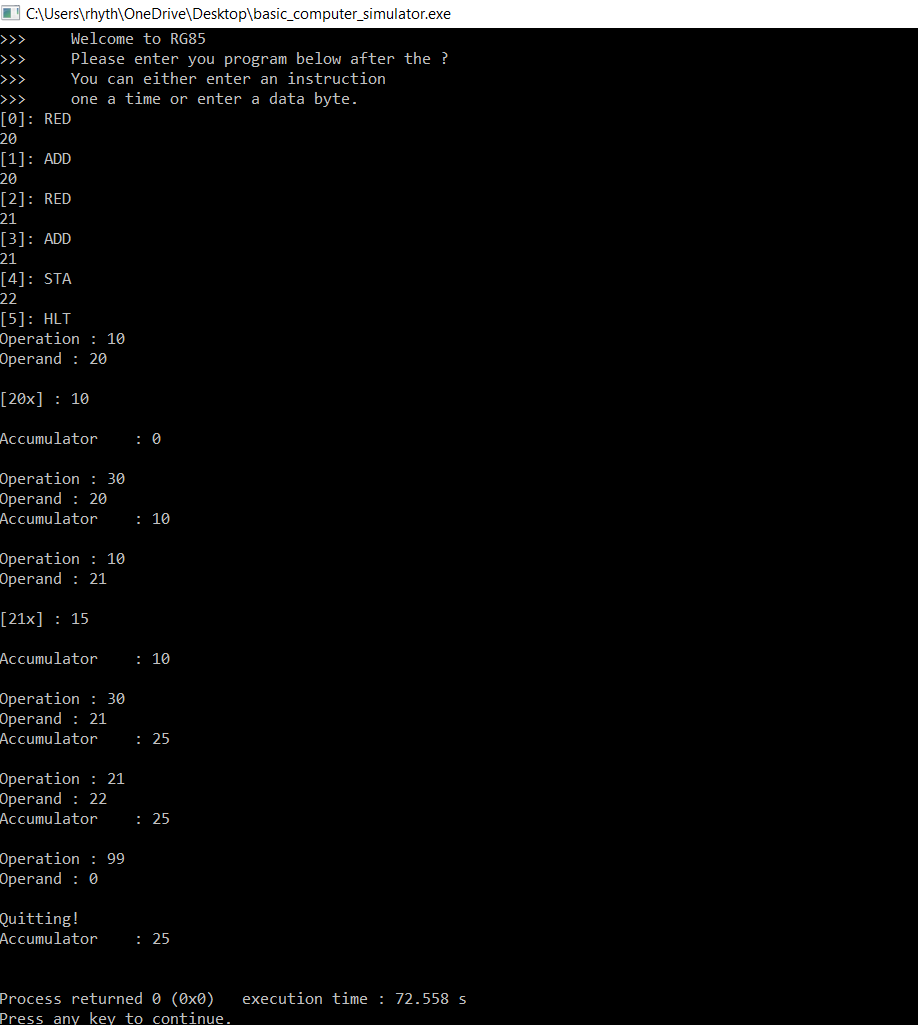 C:\Users\rhyth\OneDrive\Desktop\basic_computer_simulator.exe
>>>     Welcome to RG85
>>>     Please enter you program below after the ?
>>>     You can either enter an instruction
>>>     one a time or enter a data byte.
[0]: RED
20
[1]: ADD
20
[2]: RED
21
[3]: ADD
21
[4]: STA
22
[5]: HLT
Operation : 10
Operand : 20
[20x] : 10
Accumulator    : 0
Operation : 30
Operand : 20
Accumulator    : 10
Operation : 10
Operand : 21
[21x] : 15
Accumulator    : 10
Operation : 30
Operand : 21
Accumulator    : 25
Operation : 21
Operand : 22
Accumulator    : 25
Operation : 99
Operand : 0
Quitting!
Accumulator    : 25
Process returned 0 (0x0)   execution time : 72.558 s
Press any key to continue.